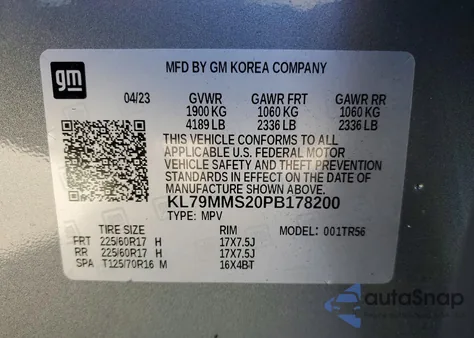 gm
MFD BY GM KOREA COMPANY
04/23 GVWR GAWR FRT GAWR RR
1900 KG 1060 KG 1060 KG
4189 LB 2336 LB 2336 LB
THIS VEHICLE CONFORMS TO ALL
APPLICABLE U.S. FEDERAL MOTOR
VEHICLE SAFETY AND THEFT PREVENTION
STANDARDS IN EFFECT ON THE DATE OF
MANUFACTURE SHOWN ABOVE.
KL79MMS20PB178200
TYPE: MPV MODEL: 001TR56
TIRE SIZE RIM
FRT 225/60R17 H 17X7.5J
RR 225/60R17 H 17X7.5J
SPA T125/70R16 M 16X4BT
autoSnap